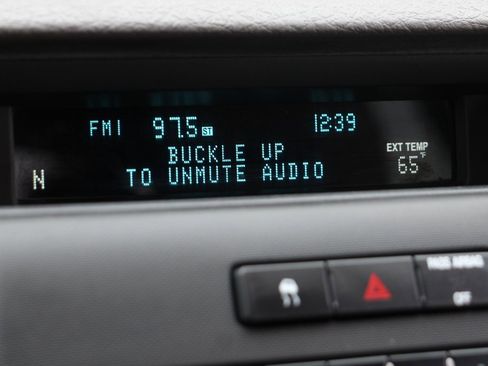 FM1 97.5 ST 12:39
BUCKLE UP
EXT TEMP
N TO UNMUTE AUDIO 65°F
PASS AIRBAG
OFF